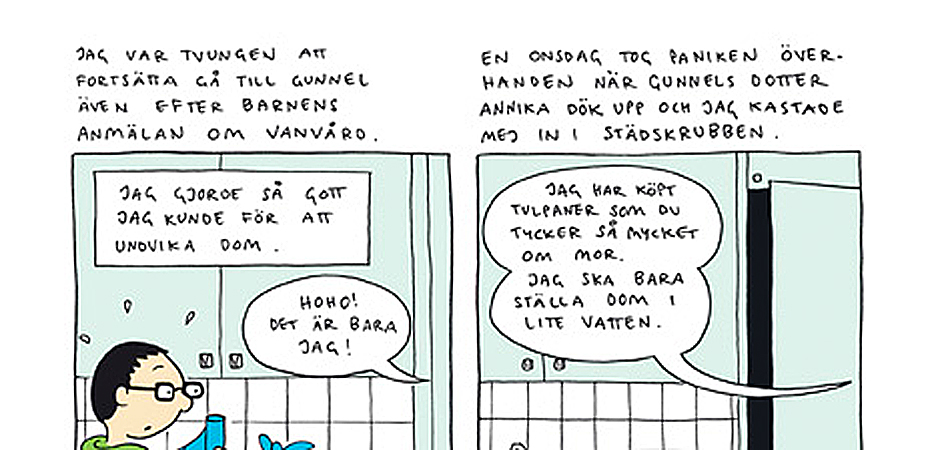 JAG VAR TVUNGEN ATT
FORTSÄTTA GÅ TILL GUNNEL
ÄVEN EFTER BARNENS
ANMÄLAN OM VANVÅRD.
JAG GJORDE SÅ GOTT
JAG KUNDE FÖR ATT
UNDVIKA DOM.
HOHO!
DET ÄR BARA
JAG!
EN ONSDAG TOG PANIKEN ÖVER-
HANDEN NÄR GUNNELS DOTTER
ANNIKA DÖK UPP OCH JAG KASTADE
MEJ IN I STÄDSKRUBBEN.
JAG HAR KÖPT
TULPANER SOM DU
TYCKER SÅ MYCKET
OM MOR.
JAG SKA BARA
STÄLLA DOM I
LITE VATTEN.